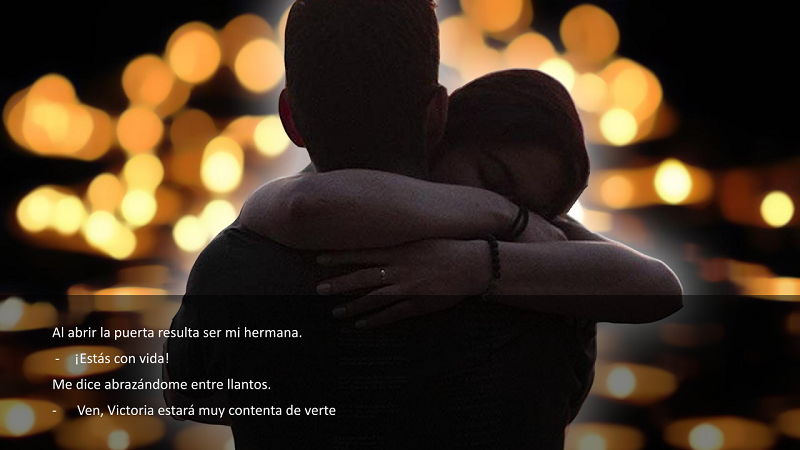 Al abrir la puerta resulta ser mi hermana.
- ¡Estás con vida!
Me dice abrazándome entre llantos.
- Ven, Victoria estará muy contenta de verte